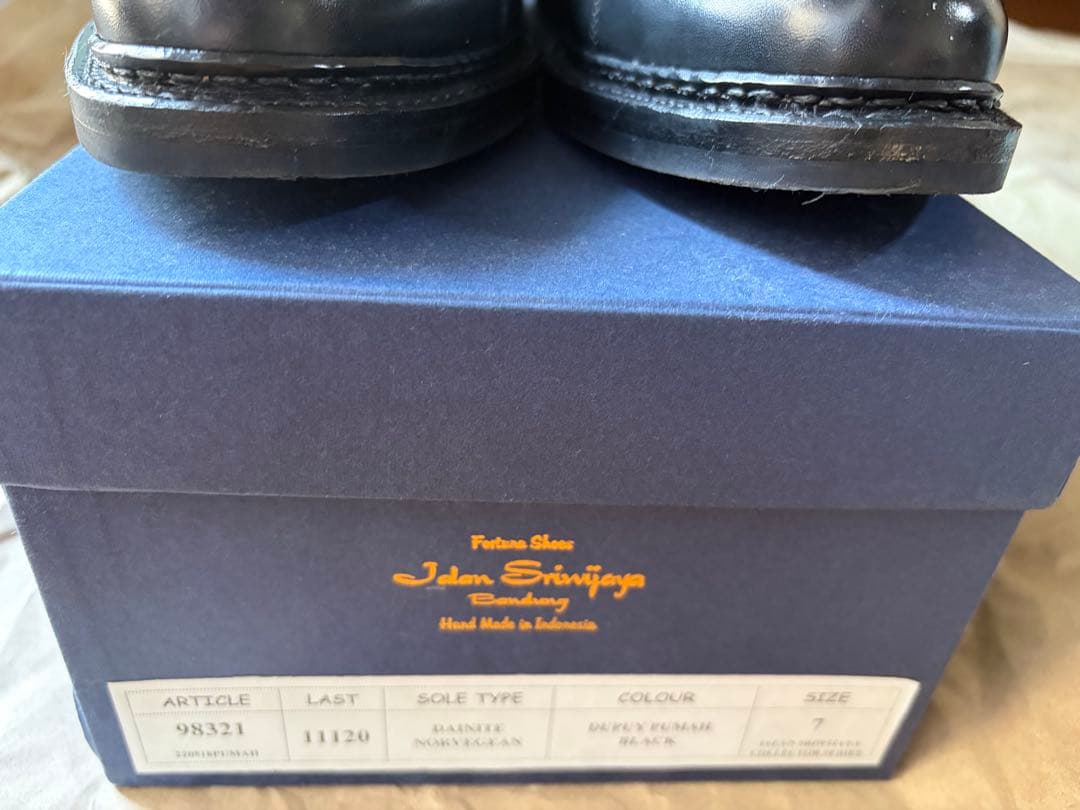 Fortuna Shoes
Jalan Sriwijaya
Bandung
Hand Made in Indonesia
ARTICLE LAST SOLE TYPE COLOUR SIZE
98321 11120 DAINITE DUPUY PUMAH 7
NORVEGEAN BLACK